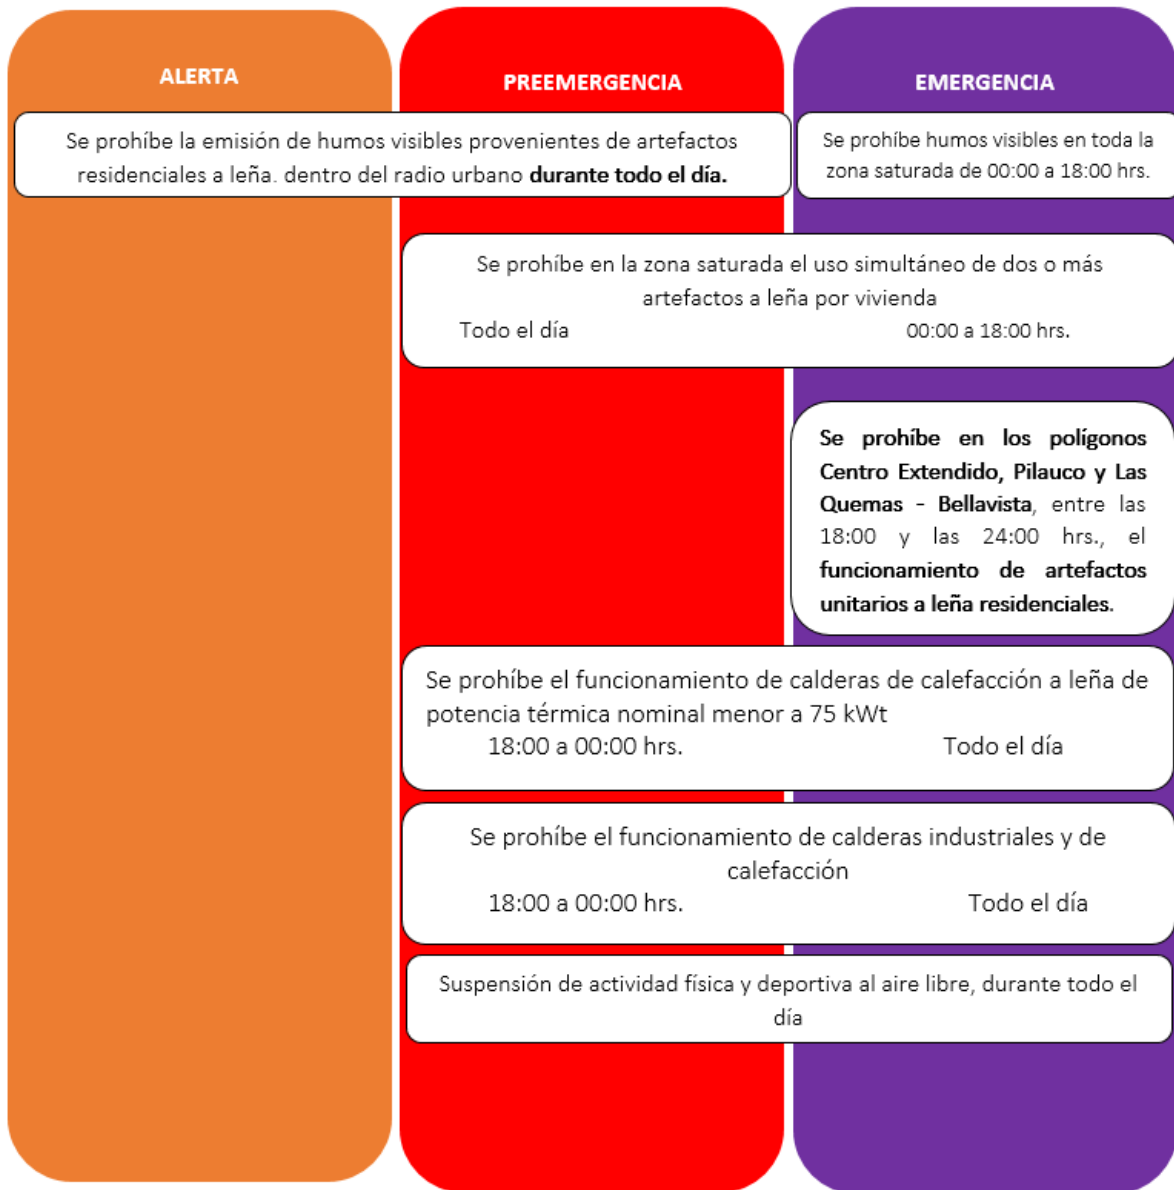 ALERTA
PREEMERGENCIA
EMERGENCIA
Se prohíbe la emisión de humos visibles provenientes de artefactos
residenciales a leña. dentro del radio urbano durante todo el día.
Se prohíbe humos visibles en toda la
zona saturada de 00:00 a 18:00 hrs.
Se prohíbe en la zona saturada el uso simultáneo de dos o más
artefactos a leña por vivienda
Todo el día 00:00 a 18:00 hrs.
Se prohíbe en los polígonos
Centro Extendido, Pilauco y Las
Quemas - Bellavista, entre las
18:00 y las 24:00 hrs., el
funcionamiento de artefactos
unitarios a leña residenciales.
Se prohíbe el funcionamiento de calderas de calefacción a leña de
potencia térmica nominal menor a 75 kWt
18:00 a 00:00 hrs. Todo el día
Se prohíbe el funcionamiento de calderas industriales y de
calefacción
18:00 a 00:00 hrs. Todo el día
Suspensión de actividad física y deportiva al aire libre, durante todo el
día